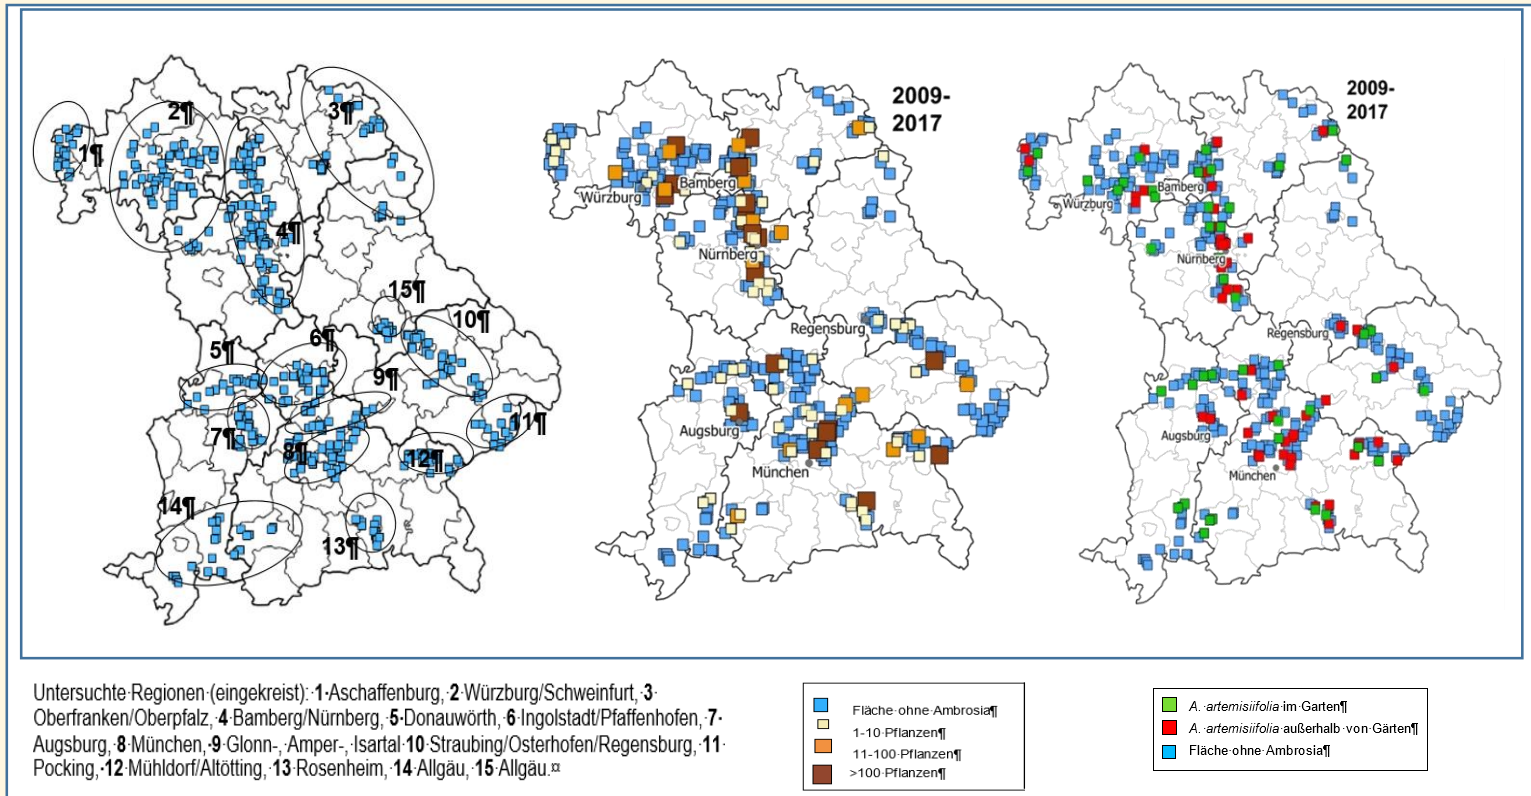 1¶
2¶
3¶
4¶
5¶
6¶
7¶
8¶
9¶
10¶
11¶
12¶
13¶
14¶
15¶
2009-
2017
Würzburg
Bamberg
Nürnberg
Regensburg
Augsburg
München
2009-
2017
Würzburg
Bamberg
Nürnberg
Regensburg
Augsburg
München
Untersuchte·Regionen·(eingekreist):·1·Aschaffenburg,·2·Würzburg/Schweinfurt,·3·
Oberfranken/Oberpfalz,·4·Bamberg/Nürnberg,·5·Donauwörth,·6·Ingolstadt/Pfaffenhofen,·7·
Augsburg,·8·München,·9·Glonn-,·Amper-,·Isartal·10·Straubing/Osterhofen/Regensburg,·11·
Pocking,·12·Mühldorf/Altötting,·13·Rosenheim,·14·Allgäu,·15·Allgäu.¤
Fläche·ohne·Ambrosia¶
1-10·Pflanzen¶
11-100·Pflanzen¶
>100·Pflanzen¶
A.·artemisiifolia·im·Garten¶
A.·artemisiifolia·außerhalb·von·Gärten¶
Fläche·ohne·Ambrosia¶